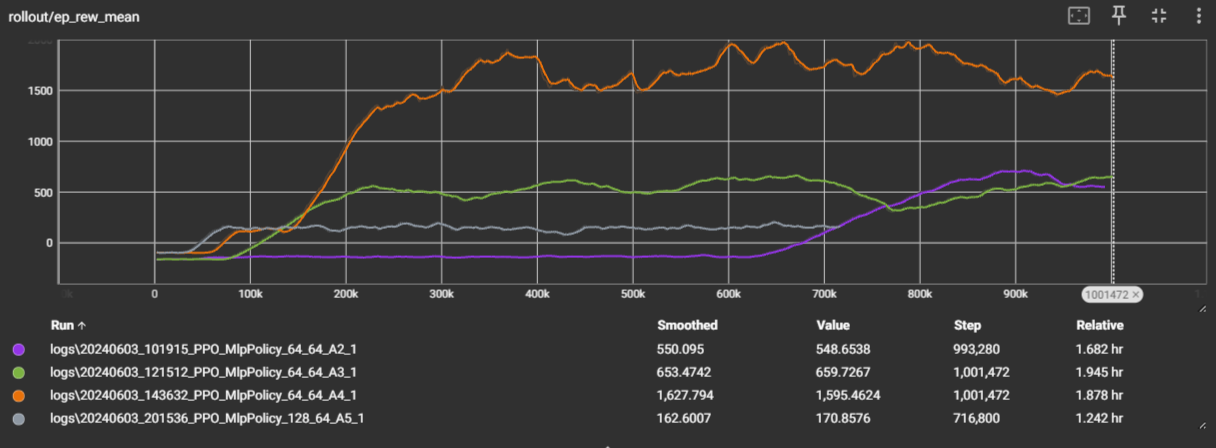 rollout/ep_rew_mean
1500
1000
500
0
0 100k 200k 300k 400k 500k 600k 700k 800k 900k 1001472 ×
Run ↑ Smoothed Value Step Relative
logs\20240603_101915_PPO_MlpPolicy_64_64_A2_1 550.095 548.6538 993,280 1.682 hr
logs\20240603_121512_PPO_MlpPolicy_64_64_A3_1 653.4742 659.7267 1,001,472 1.945 hr
logs\20240603_143632_PPO_MlpPolicy_64_64_A4_1 1,627.794 1,595.4624 1,001,472 1.878 hr
logs\20240603_201536_PPO_MlpPolicy_128_64_A5_1 162.6007 170.8576 716,800 1.242 hr